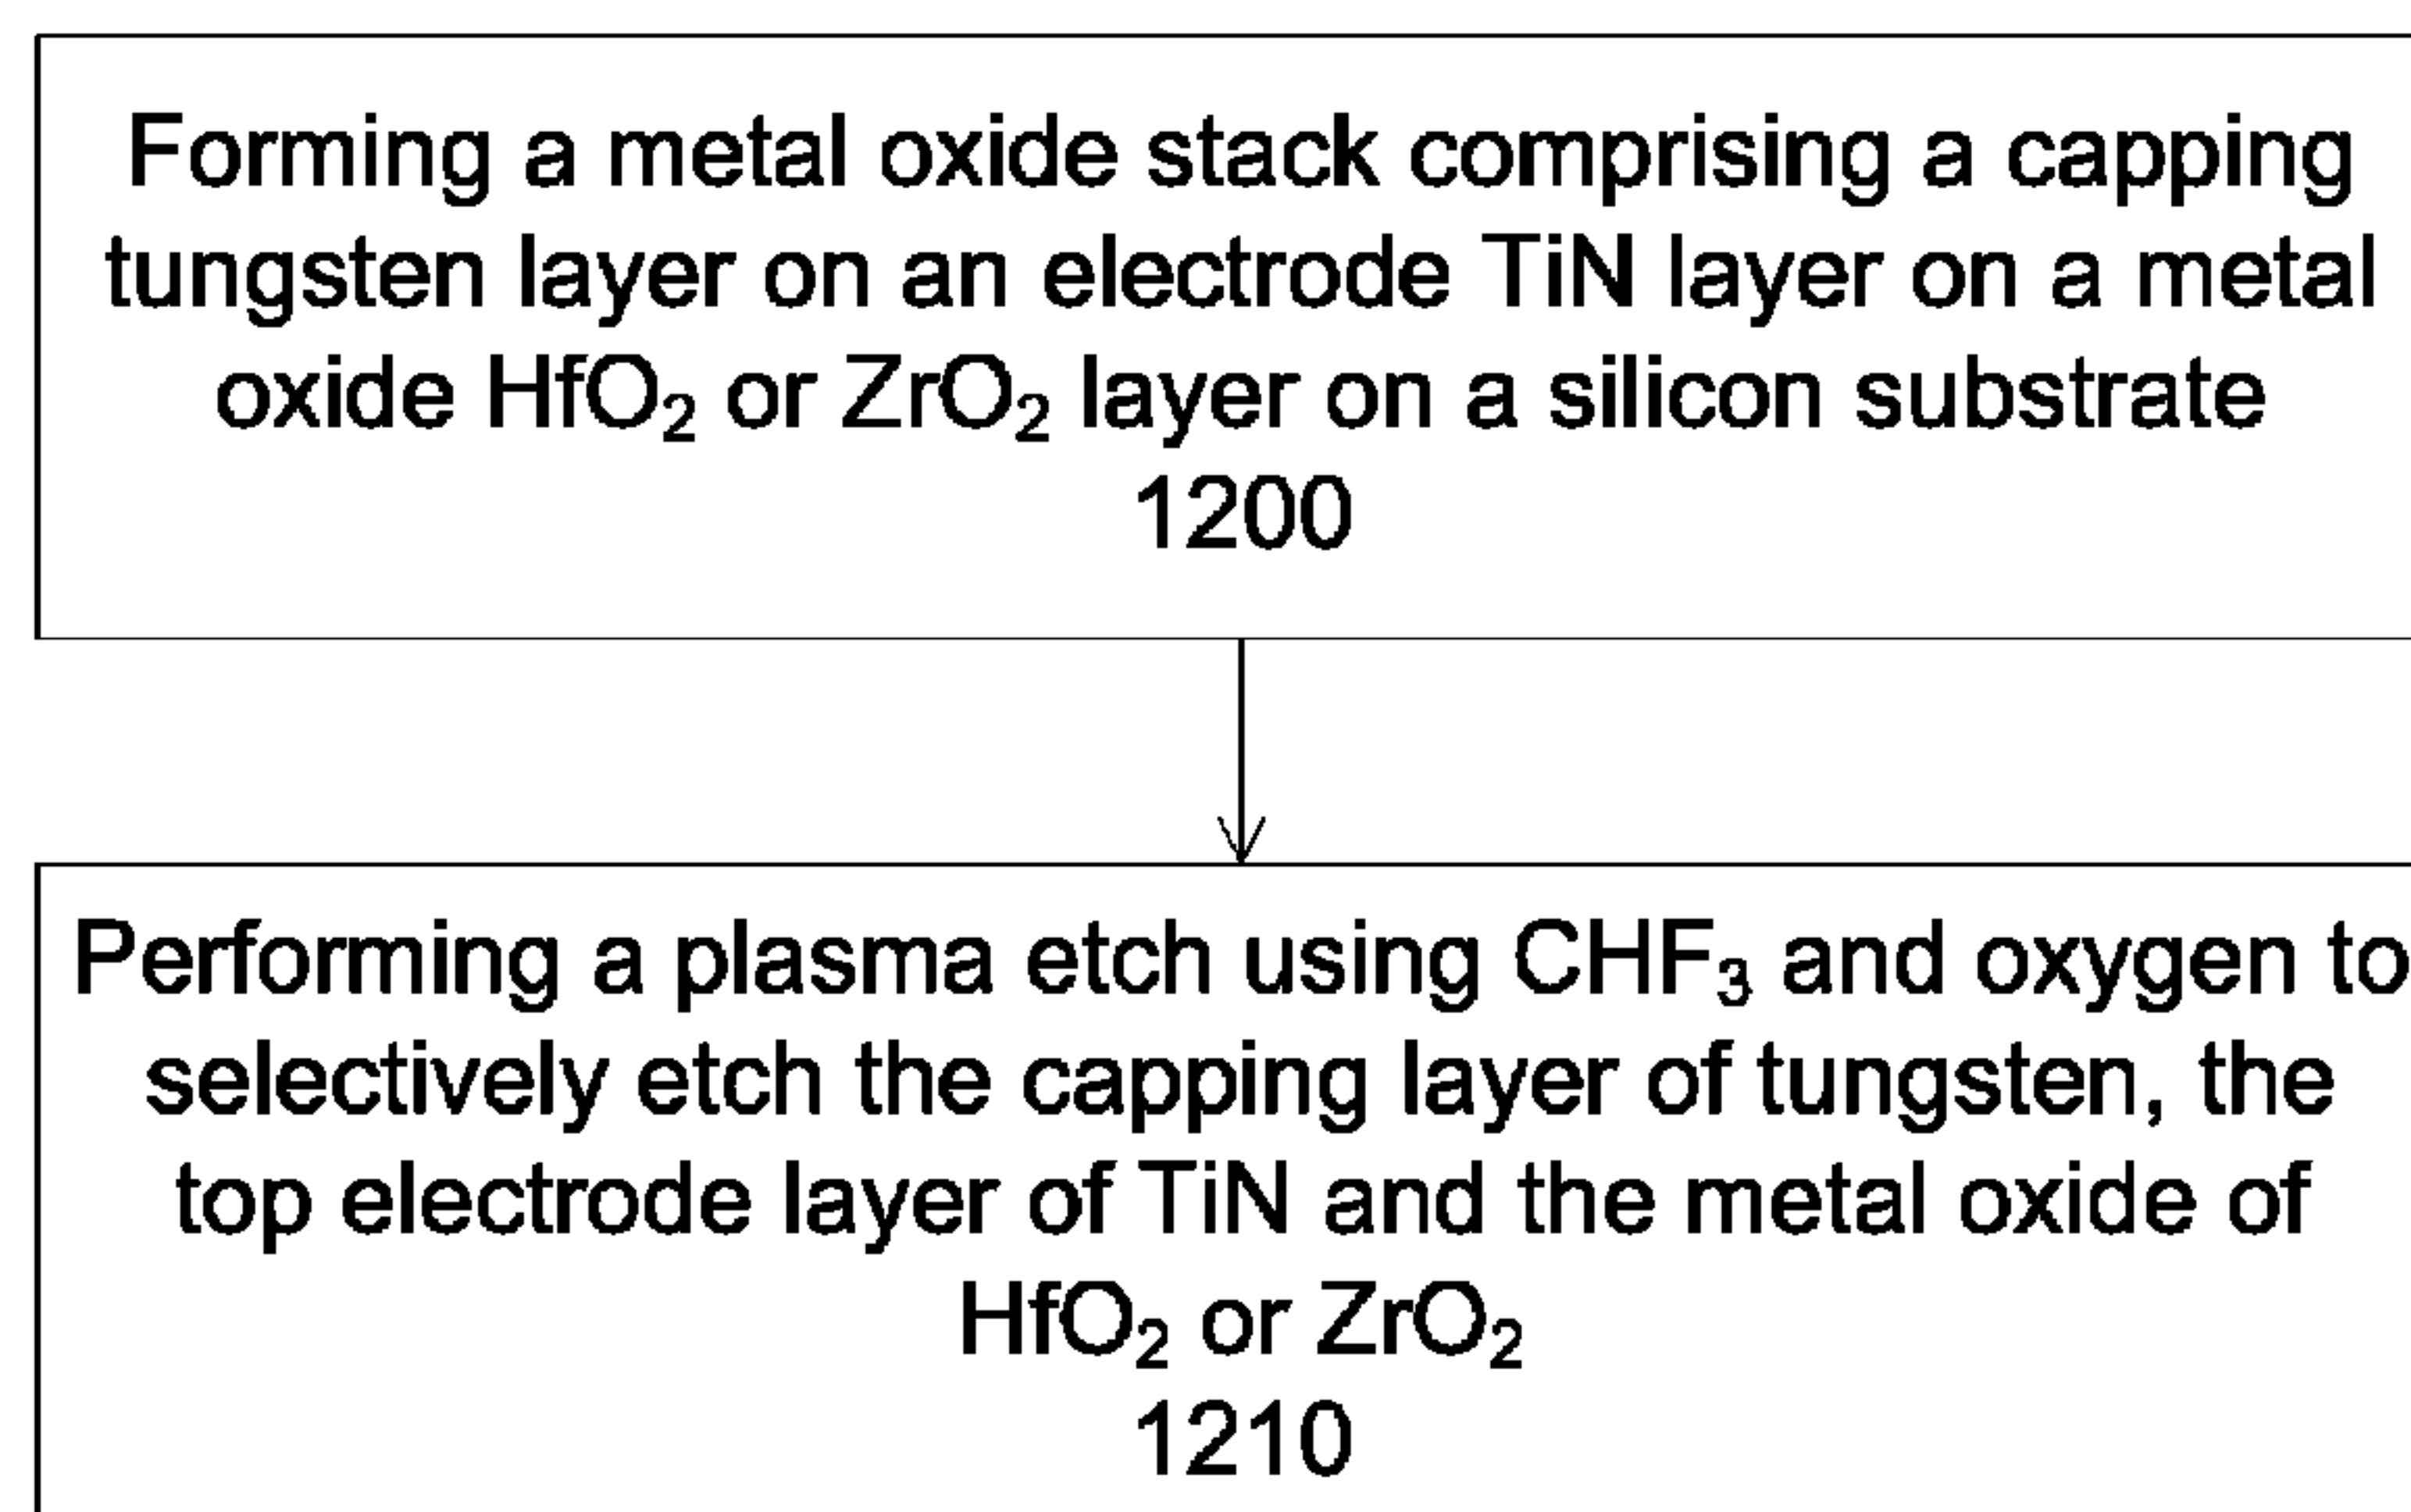 Forming a metal oxide stack comprising a capping
tungsten layer on an electrode TiN layer on a metal
oxide HfO₂ or ZrO₂ layer on a silicon substrate
1200
Performing a plasma etch using CHF₃ and oxygen to
selectively etch the capping layer of tungsten, the
top electrode layer of TiN and the metal oxide of
HfO₂ or ZrO₂
1210